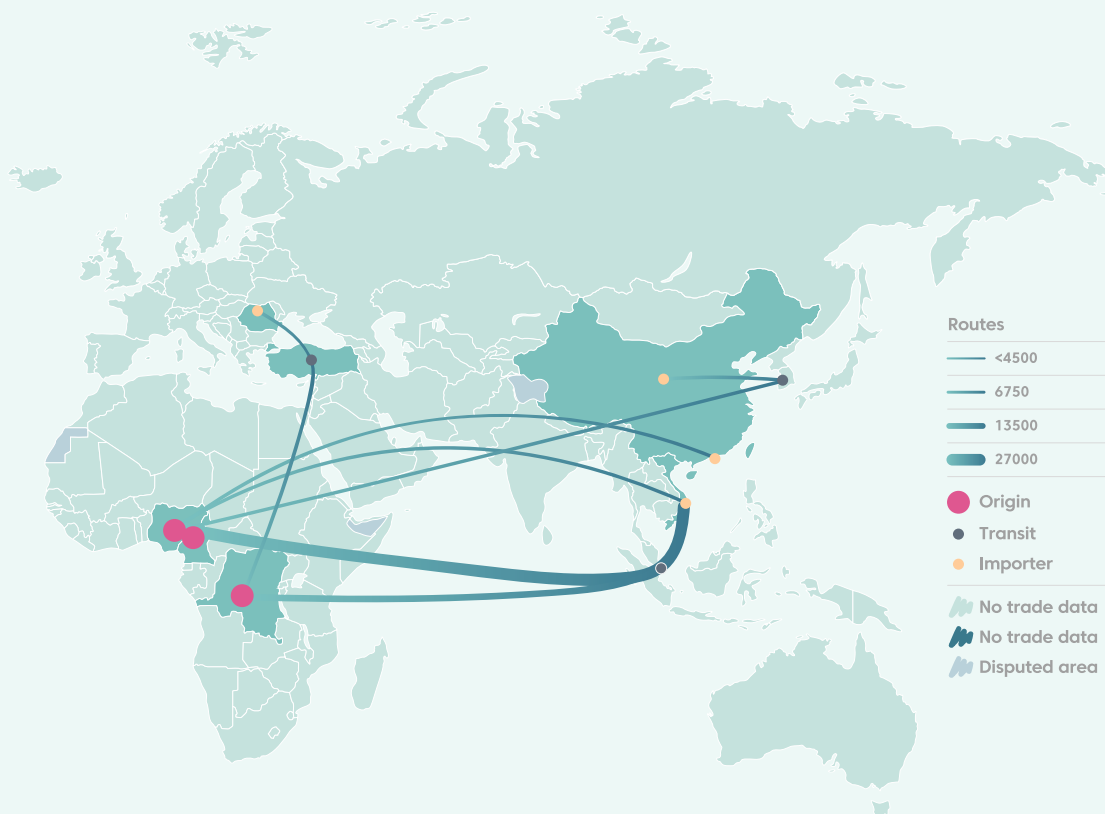 Routes
<4500
6750
13500
27000
Origin
Transit
Importer
No trade data
No trade data
Disputed area